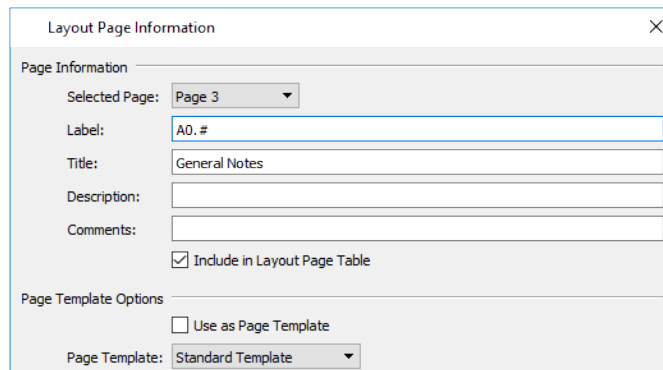 Layout Page Information
Page Information
Selected Page: Page 3
Label: A0. #
Title: General Notes
Description:
Comments:
Include in Layout Page Table
Page Template Options
Use as Page Template
Page Template: Standard Template